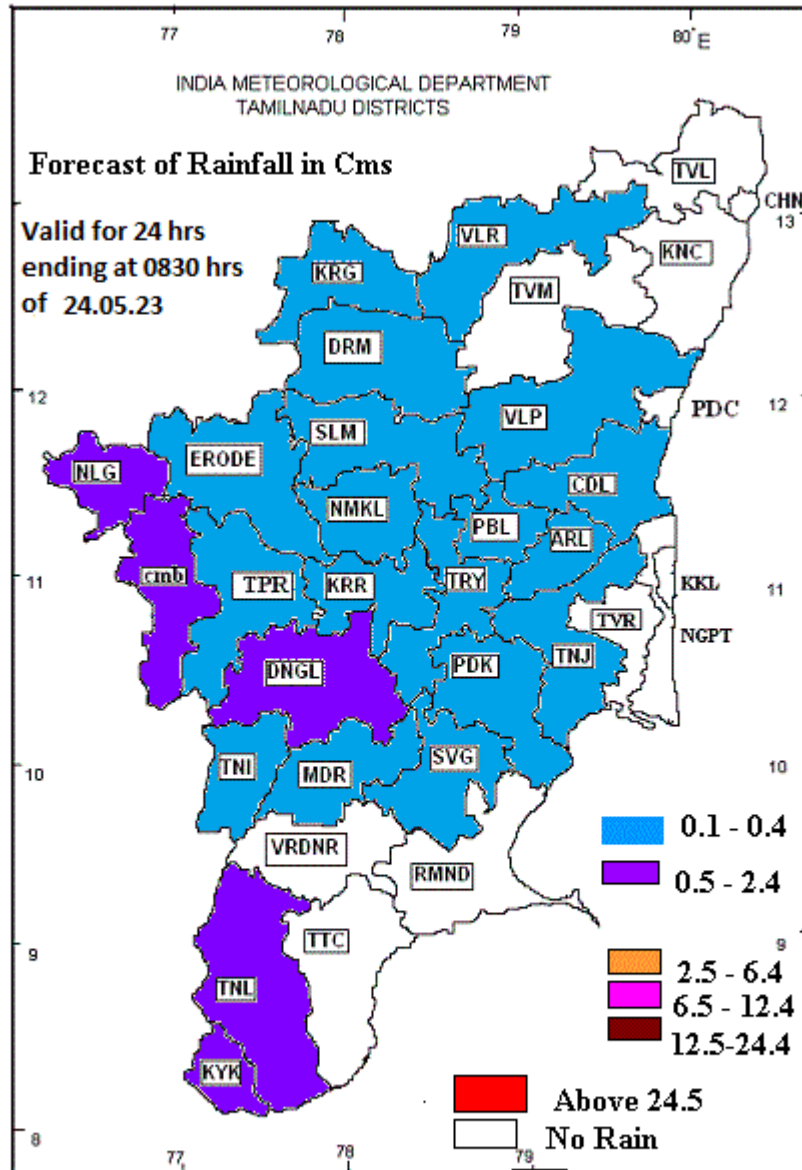 77 78 79 80°E
INDIA METEOROLOGICAL DEPARTMENT
TAMILNADU DISTRICTS
Forecast of Rainfall in Cms
TVL
CHN
13
Valid for 24 hrs
ending at 0830 hrs
of 24.05.23
VLR
KNC
KRG
TVM
DRM
12
12
PDC
VLP
SLM
ERODE
NLG
CDL
NMKL
PBL
ARL
11
cmb
TPR
KRR
TRY
KKL
11
TVR
NGPT
DNGL
PDK
TNJ
10
TNI
MDR
SVG
10
0.1 - 0.4
VRDNR
RMND
0.5 - 2.4
9
TTC
9
2.5 - 6.4
TNL
6.5 - 12.4
12.5-24.4
KYK
Above 24.5
8
No Rain
77 78 79